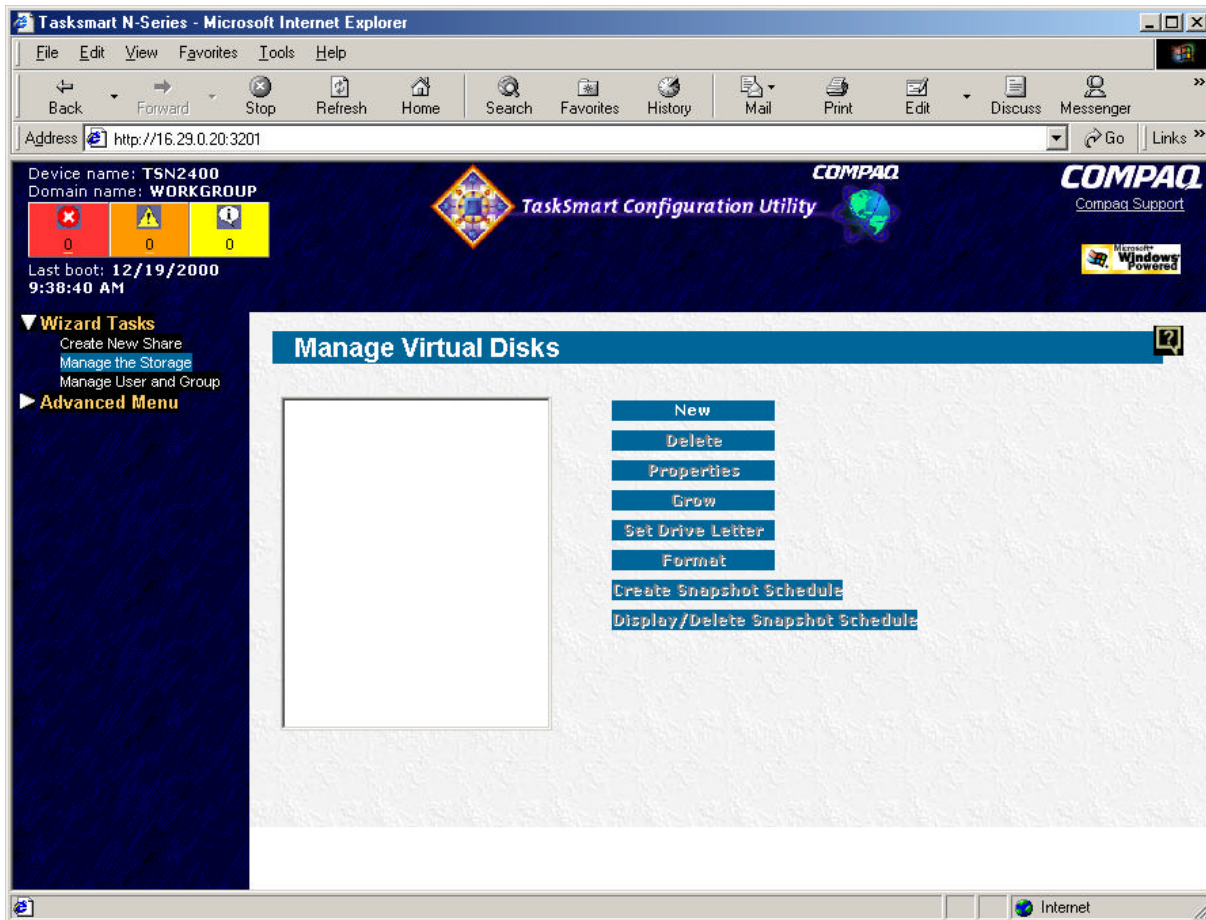 Tasksmart N-Series - Microsoft Internet Explorer
File Edit View Favorites Tools Help
Back Forward Stop Refresh Home Search Favorites History Mail Print Edit Discuss Messenger »
Address http://16.29.0.20:3201 Go Links »
Device name: TSN2400
Domain name: WORKGROUP
0 0 0
Last boot: 12/19/2000
9:38:40 AM
COMPAQ
TaskSmart Configuration Utility
COMPAQ
Compaq Support
Microsoft
Windows
Powered
Wizard Tasks
Create New Share
Manage the Storage
Manage User and Group
Advanced Menu
Manage Virtual Disks
New
Delete
Properties
Grow
Set Drive Letter
Format
Create Snapshot Schedule
Display/Delete Snapshot Schedule
Internet